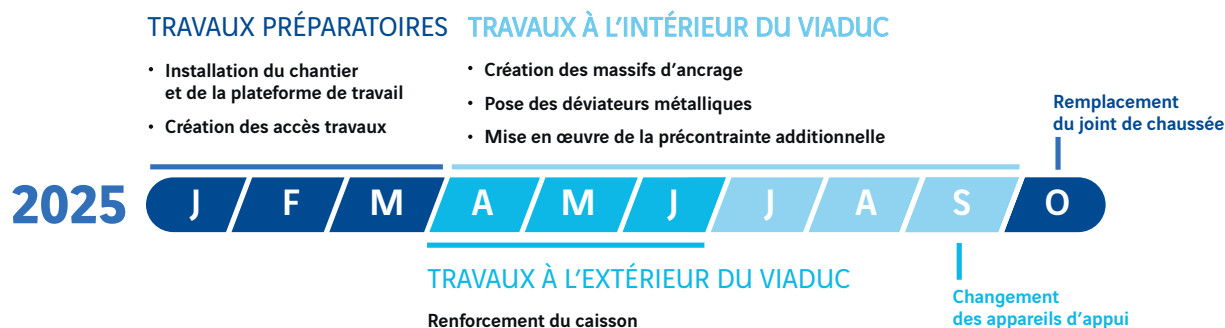 TRAVAUX PRÉPARATOIRES
• Installation du chantier
et de la plateforme de travail
• Création des accès travaux
TRAVAUX À L'INTÉRIEUR DU VIADUC
• Création des massifs d'ancrage
• Pose des déviateurs métalliques
• Mise en œuvre de la précontrainte additionnelle
Remplacement
du joint de chaussée
2025 J F M A M J J A S O
TRAVAUX À L'EXTÉRIEUR DU VIADUC
Renforcement du caisson
Changement
des appareils d'appui